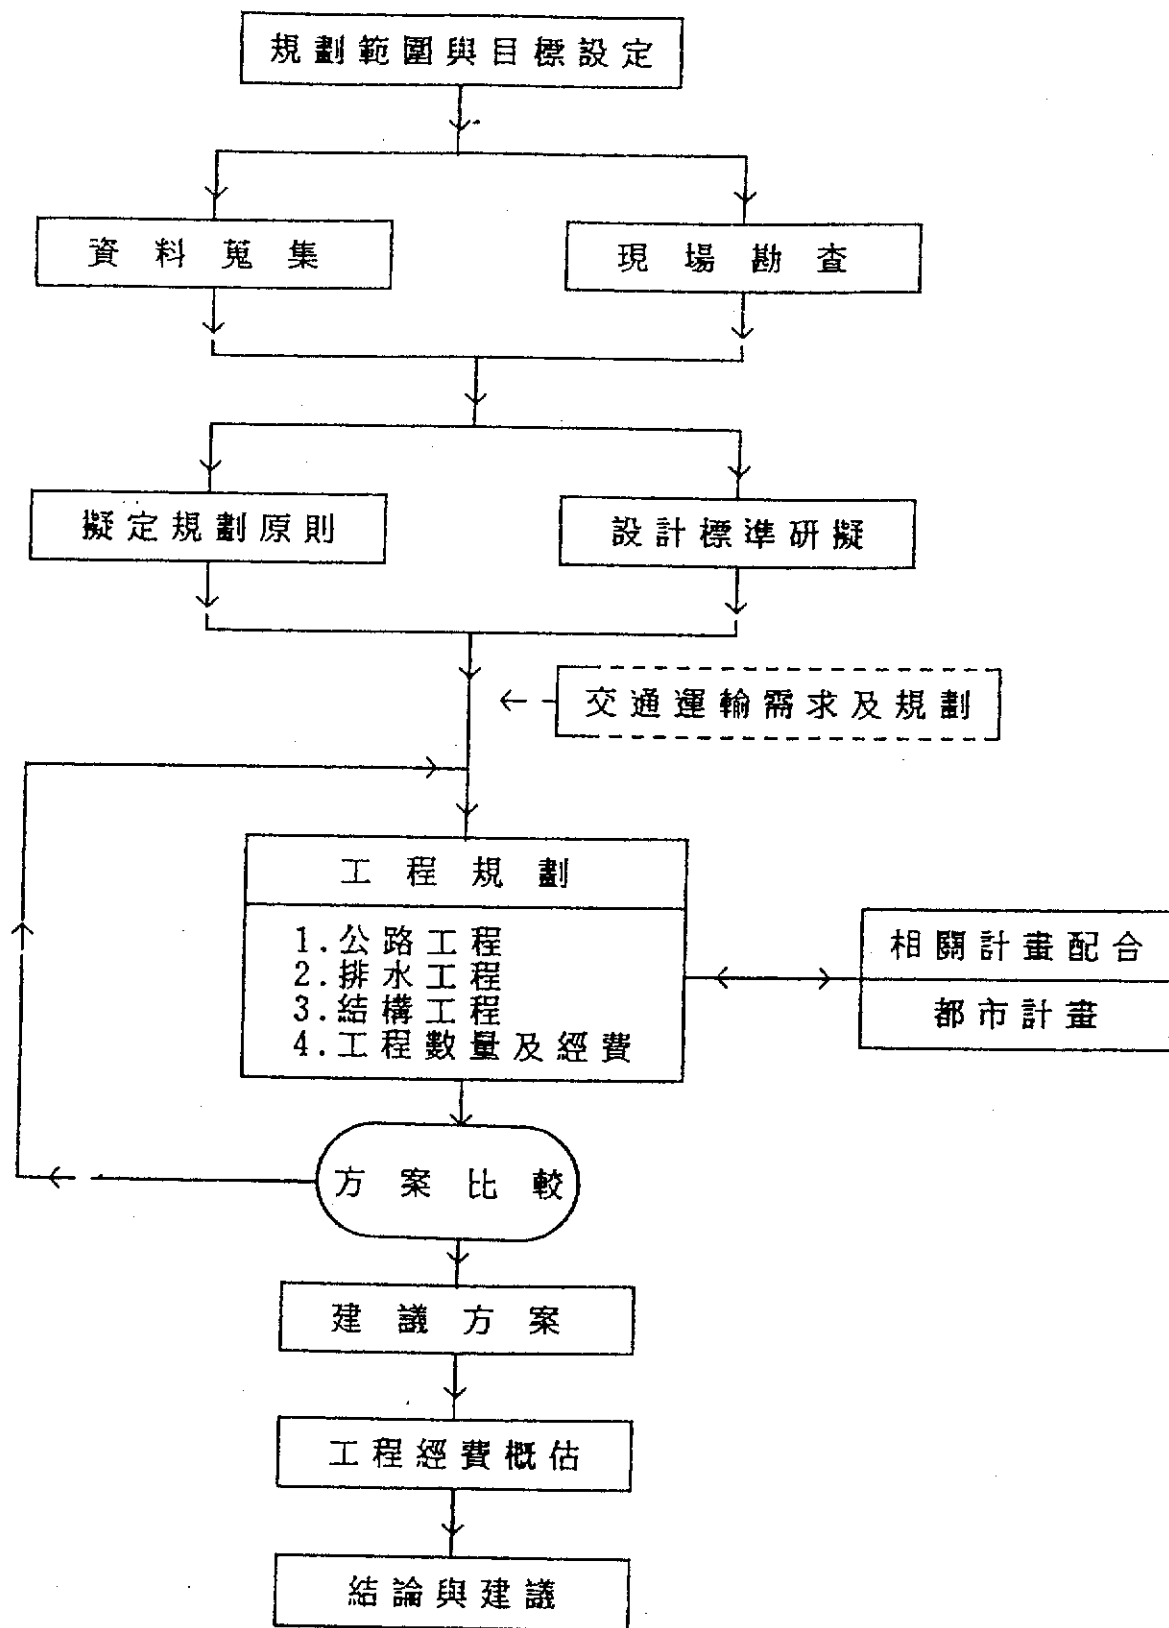 規劃範圍與目標設定
資料蒐集
現場勘查
擬定規劃原則
設計標準研擬
交通運輸需求及規劃
工程規劃
1.公路工程
2.排水工程
3.結構工程
4.工程數量及經費
相關計畫配合
都市計畫
方案比較
建議方案
工程經費概估
結論與建議